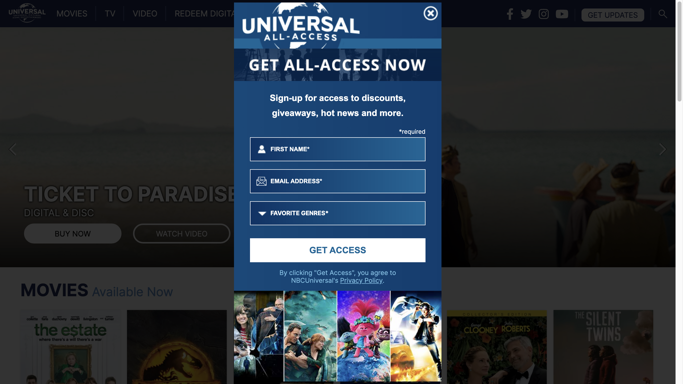 UNIVERSAL
MOVIES
TV
VIDEO
REDEEM DIGITA
GET UPDATES
UNIVERSAL
ALL-ACCESS
GET ALL-ACCESS NOW
Sign-up for access to discounts,
giveaways, hot news and more.
*required
FIRST NAME*
EMAIL ADDRESS*
FAVORITE GENRES*
GET ACCESS
By clicking "Get Access", you agree to
NBCUniversal's Privacy Policy.
TICKET TO PARADISE
DIGITAL & DISC
BUY NOW
WATCH VIDEO
MOVIES Available Now
the estate
CLOONEY ROBERTS
THE SILENT
TWINS